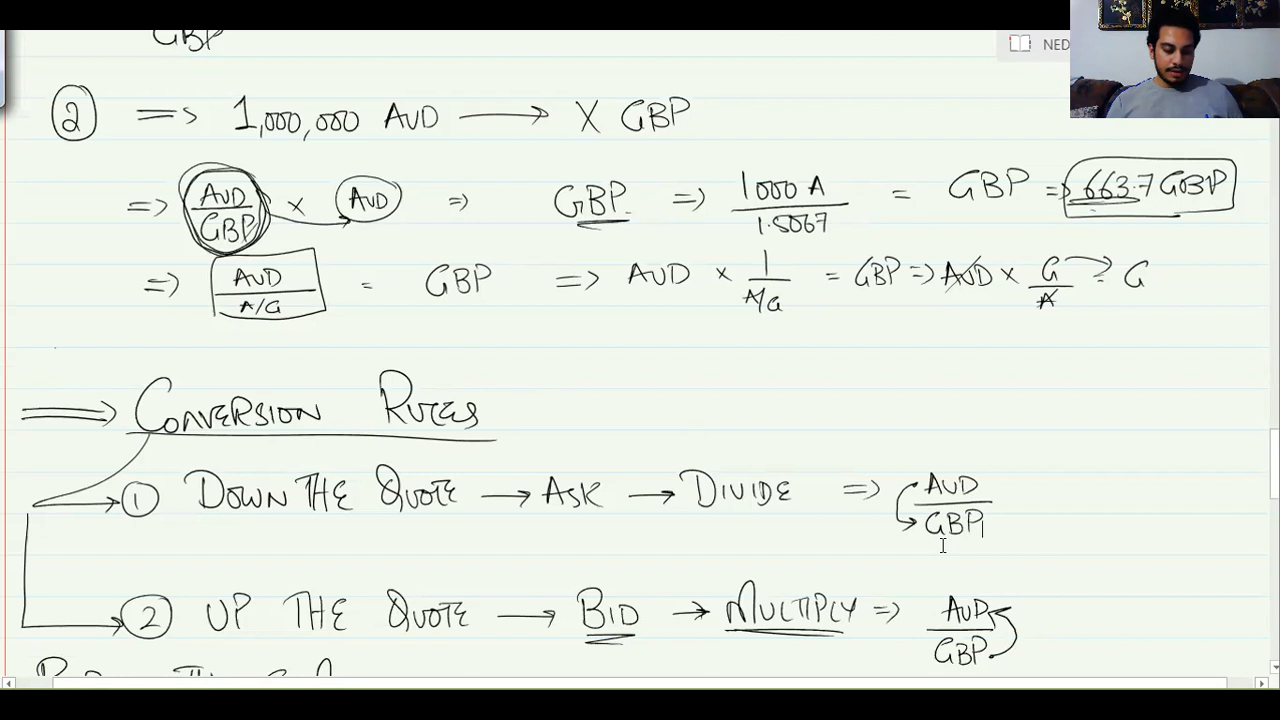 GBP
NED
② => 1,000,000 AUD → X GBP
=> AUD/GBP × AUD => GBP => 1000 A/1.5067 = GBP => 663.7 GBP
=> AUD/A/G = GBP => AUD × 1/A/G = GBP => AUD × G/A = G
=> CONVERSION RULES
① DOWN THE QUOTE → ASK → DIVIDE => AUD/GBP
② UP THE QUOTE → BID → MULTIPLY => AUD/GBP